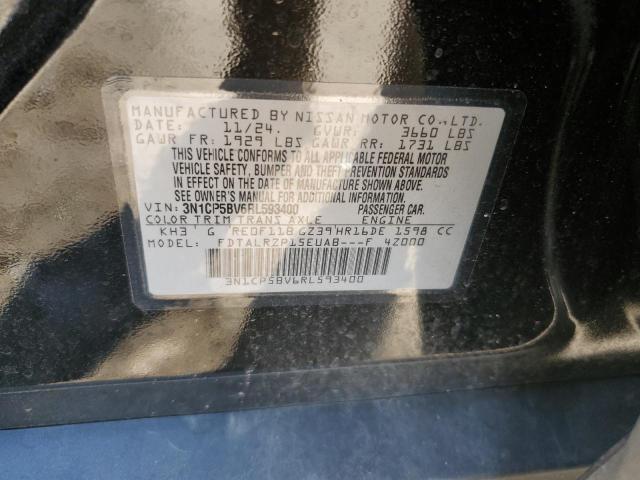 MANUFACTURED BY NISSAN MOTOR CO.,LTD.
DATE: 11/24. GVWR: 3660 LBS
GAWR FR: 1929 LBS GAWR RR: 1731 LBS
THIS VEHICLE CONFORMS TO ALL APPLICABLE FEDERAL MOTOR
VEHICLE SAFETY, BUMPER AND THEFT PREVENTION STANDARDS
IN EFFECT ON THE DATE OF MANUFACTURE SHOWN ABOVE.
SEE OWNER'S MANUAL FOR ADDITIONAL INFORMATION.
VIN: 3N1CP5BV6RL593400 PASSENGER CAR.
COLOR TRIM TRANS AXLE ENGINE
KH3 G RE0F11B GZ39 HR16DE 1598 CC
MODEL: FDTALRZP15EUAB---F 4Z000
3N1CP5BV6RL593400